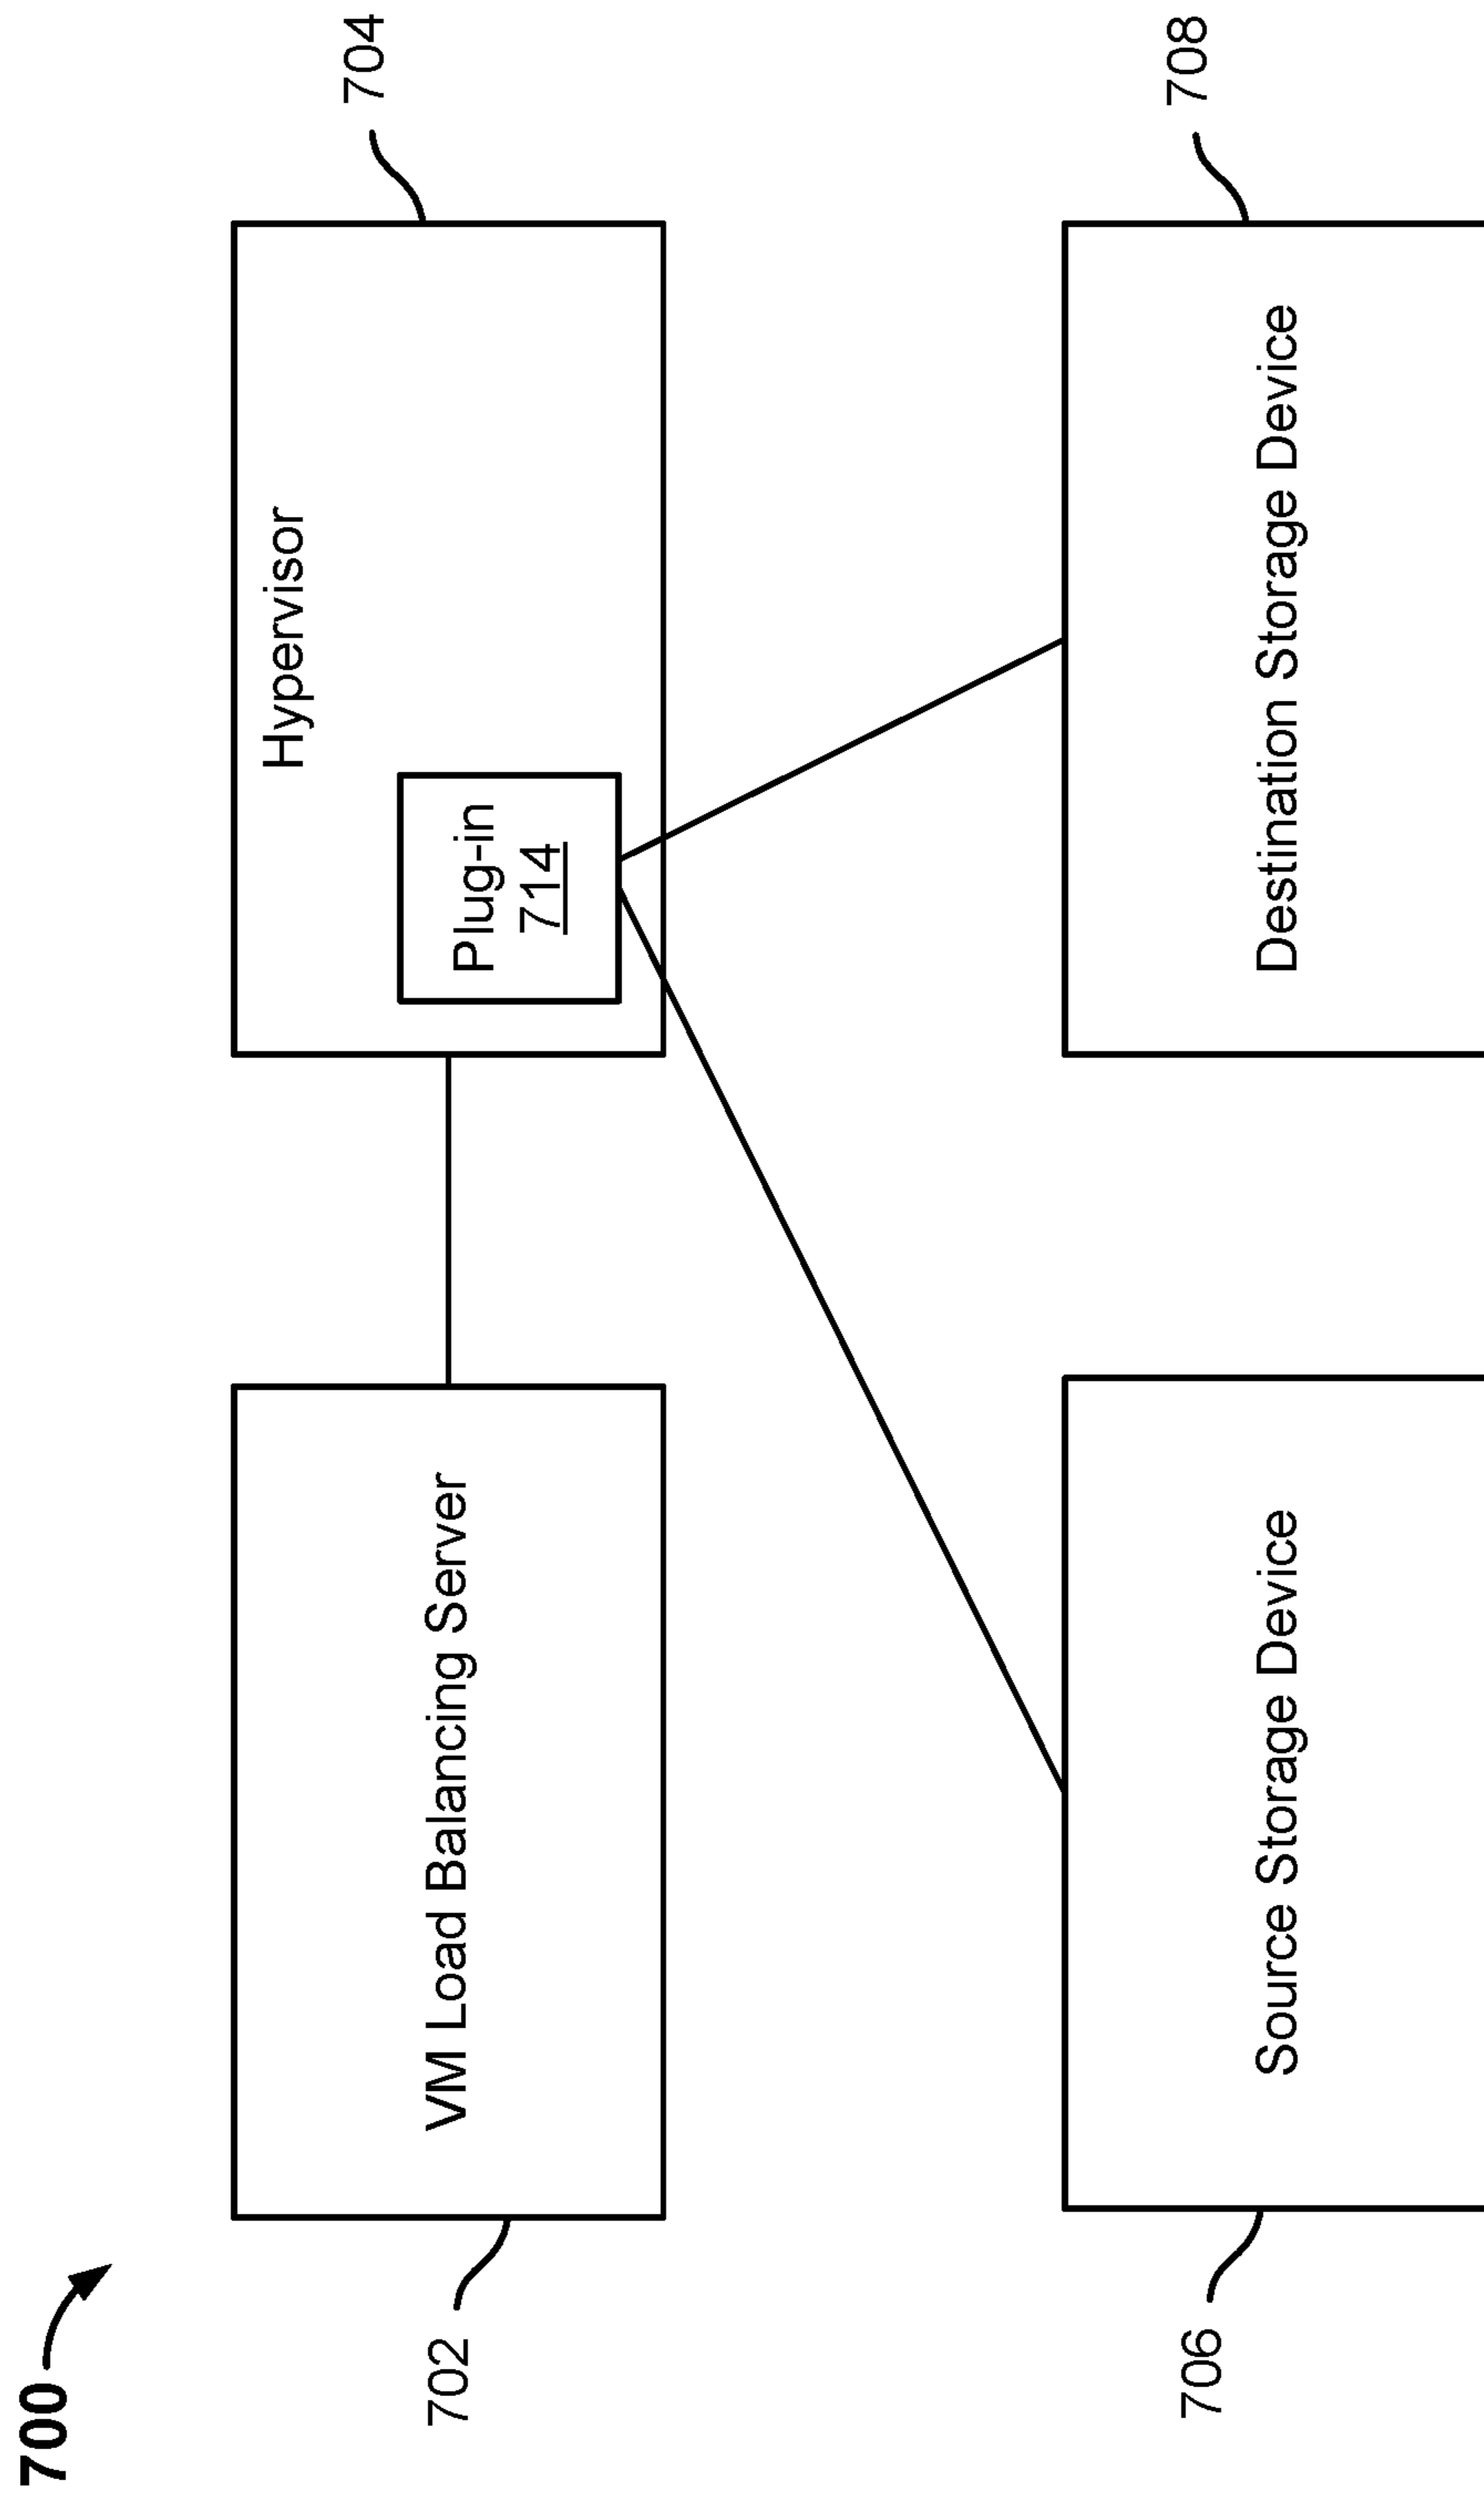 700
702
VM Load Balancing Server
Hypervisor
704
Plug-in
714
706
Source Storage Device
Destination Storage Device
708